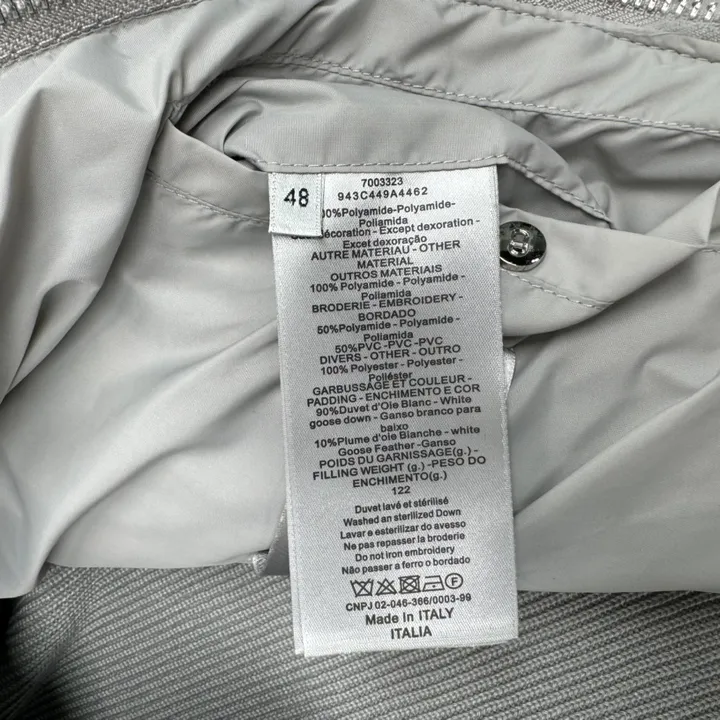 48
7003323
943C449A4462
00%Polyamide-Polyamide-
Poliamida
décoration - Except dexoration -
Excet dexoração
AUTRE MATERIAU - OTHER
MATERIAL
OUTROS MATERIAIS
100% Polyamide - Polyamide -
Poliamida
BRODERIE - EMBROIDERY -
BORDADO
50%Polyamide - Polyamide -
Poliamida
50%PVC -PVC -PVC
DIVERS - OTHER - OUTRO
100% Polyester - Polyester -
Poliéster
GARBUSSAGE ET COULEUR -
PADDING - ENCHIMENTO E COR
90%Duvet d'Oie Blanc - White
goose down - Ganso branco para
baixo
10%Plume d'oie Bianche - white
Goose Feather -Ganso
POIDS DU GARNISSAGE(g.) -
FILLING WEIGHT (g.) -PESO DO
ENCHIMENTO(g.)
122
Duvet lavé et stérilisé
Washed an sterilized Down
Lavar e esterilizar do avesso
Ne pas repasser la broderie
Do not iron embroidery
Não passer a ferro o bordado
CNPJ 02-046-366/0003-99
Made in ITALY
ITALIA